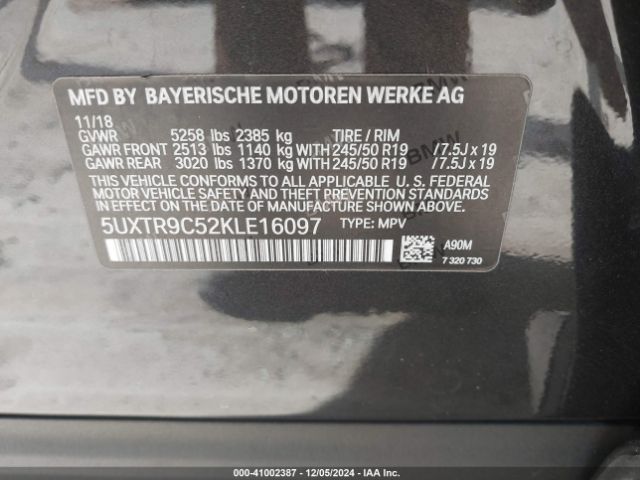 MFD BY BAYERISCHE MOTOREN WERKE AG
11/18
GVWR 5258 lbs 2385 kg TIRE / RIM
GAWR FRONT 2513 lbs 1140 kg WITH 245/50 R19 /7.5J x 19
GAWR REAR 3020 lbs 1370 kg WITH 245/50 R19 /7.5J x 19
THIS VEHICLE CONFORMS TO ALL APPLICABLE U.S. FEDERAL
MOTOR VEHICLE SAFETY AND THEFT PREVENTION STANDARDS
IN EFFECT ON THE DATE OF MANUFACTURE SHOWN ABOVE.
5UXTR9C52KLE16097 TYPE: MPV
A90M
7 320 730
BMW
BMW
Stock# - 41002387 - 12/05/2024 - IAA Inc.